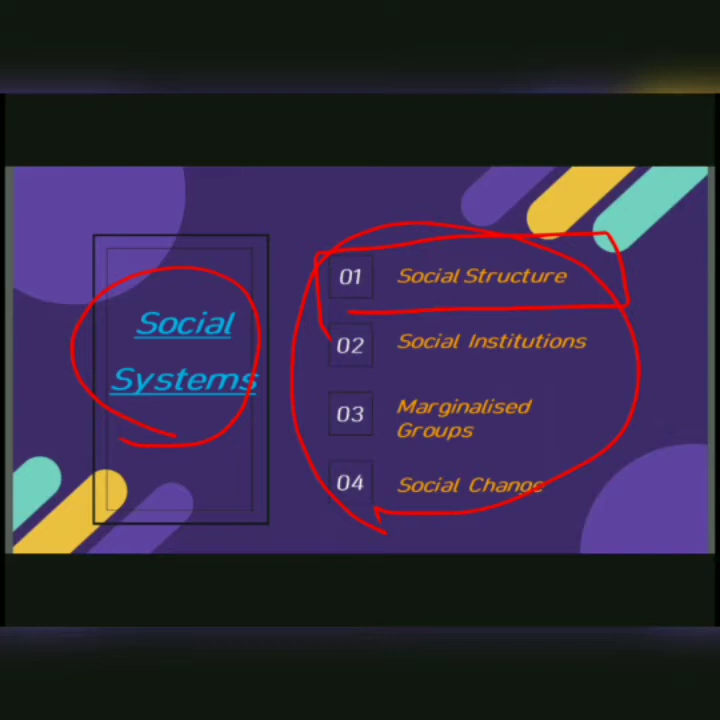 Social
Systems
01 Social Structure
02 Social Institutions
03 Marginalised
Groups
04 Social Change